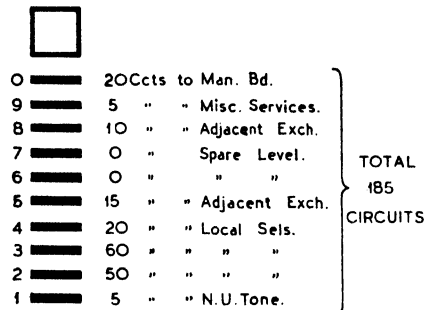 0 20Ccts to Man. Bd.
9 5 " " Misc. Services.
8 10 " " Adjacent Exch.
7 0 " Spare Level.
6 0 " " "
5 15 " " Adjacent Exch.
4 20 " " Local Sels.
3 60 " " " "
2 50 " " " "
1 5 " " N.U.Tone.
TOTAL
185
CIRCUITS